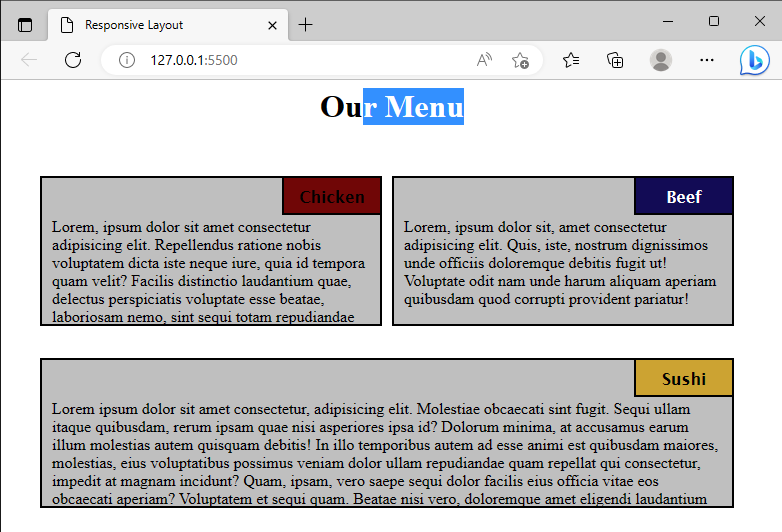 Responsive Layout
127.0.0.1:5500
Our Menu
Chicken
Lorem, ipsum dolor sit amet consectetur
adipisicing elit. Repellendus ratione nobis
voluptatem dicta iste neque iure, quia id tempora
quam velit? Facilis distinctio laudantium quae,
delectus perspiciatis voluptate esse beatae,
laboriosam nemo, sint sequi totam repudiandae
Beef
Lorem, ipsum dolor sit, amet consectetur
adipisicing elit. Quis, iste, nostrum dignissimos
unde officiis doloremque debitis fugit ut!
Voluptate odit nam unde harum aliquam aperiam
quibusdam quod corrupti provident pariatur!
Sushi
Lorem ipsum dolor sit amet consectetur, adipisicing elit. Molestiae obcaecati sint fugit. Sequi ullam
itaque quibusdam, rerum ipsam quae nisi asperiores ipsa id? Dolorum minima, at accusamus earum
illum molestias autem quisquam debitis! In illo temporibus autem ad esse animi est quibusdam maiores,
molestias, eius voluptatibus possimus veniam dolor ullam repudiandae quam repellat qui consectetur,
impedit at magnam incidunt? Quam, ipsam, vero saepe sequi dolor facilis eius officia vitae eos
obcaecati aperiam? Voluptatem et sequi quam. Beatae nisi vero, doloremque amet eligendi laudantium